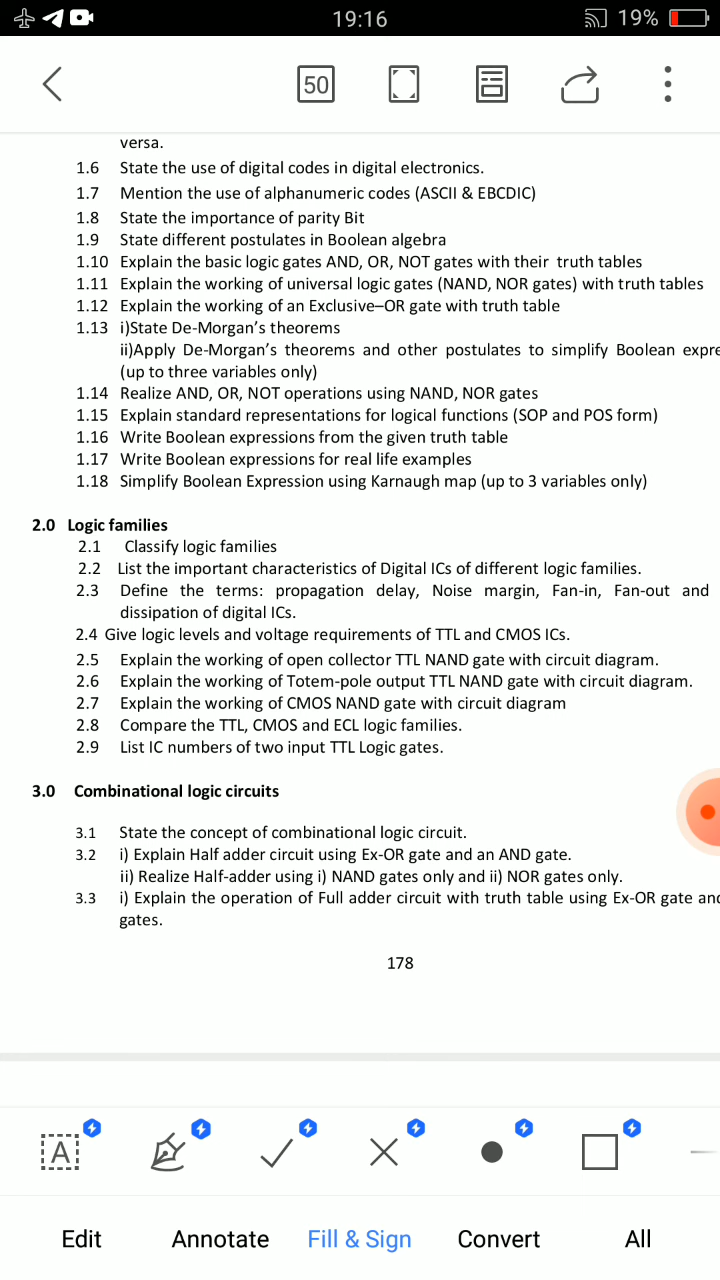 19:16
19%
50
versa.
1.6 State the use of digital codes in digital electronics.
1.7 Mention the use of alphanumeric codes (ASCII & EBCDIC)
1.8 State the importance of parity Bit
1.9 State different postulates in Boolean algebra
1.10 Explain the basic logic gates AND, OR, NOT gates with their truth tables
1.11 Explain the working of universal logic gates (NAND, NOR gates) with truth tables
1.12 Explain the working of an Exclusive–OR gate with truth table
1.13 i)State De-Morgan’s theorems
ii)Apply De-Morgan’s theorems and other postulates to simplify Boolean expre
(up to three variables only)
1.14 Realize AND, OR, NOT operations using NAND, NOR gates
1.15 Explain standard representations for logical functions (SOP and POS form)
1.16 Write Boolean expressions from the given truth table
1.17 Write Boolean expressions for real life examples
1.18 Simplify Boolean Expression using Karnaugh map (up to 3 variables only)
2.0 Logic families
2.1 Classify logic families
2.2 List the important characteristics of Digital ICs of different logic families.
2.3 Define the terms: propagation delay, Noise margin, Fan-in, Fan-out and
dissipation of digital ICs.
2.4 Give logic levels and voltage requirements of TTL and CMOS ICs.
2.5 Explain the working of open collector TTL NAND gate with circuit diagram.
2.6 Explain the working of Totem-pole output TTL NAND gate with circuit diagram.
2.7 Explain the working of CMOS NAND gate with circuit diagram
2.8 Compare the TTL, CMOS and ECL logic families.
2.9 List IC numbers of two input TTL Logic gates.
3.0 Combinational logic circuits
3.1 State the concept of combinational logic circuit.
3.2 i) Explain Half adder circuit using Ex-OR gate and an AND gate.
ii) Realize Half-adder using i) NAND gates only and ii) NOR gates only.
3.3 i) Explain the operation of Full adder circuit with truth table using Ex-OR gate and
gates.
178
A
Edit Annotate Fill & Sign Convert All